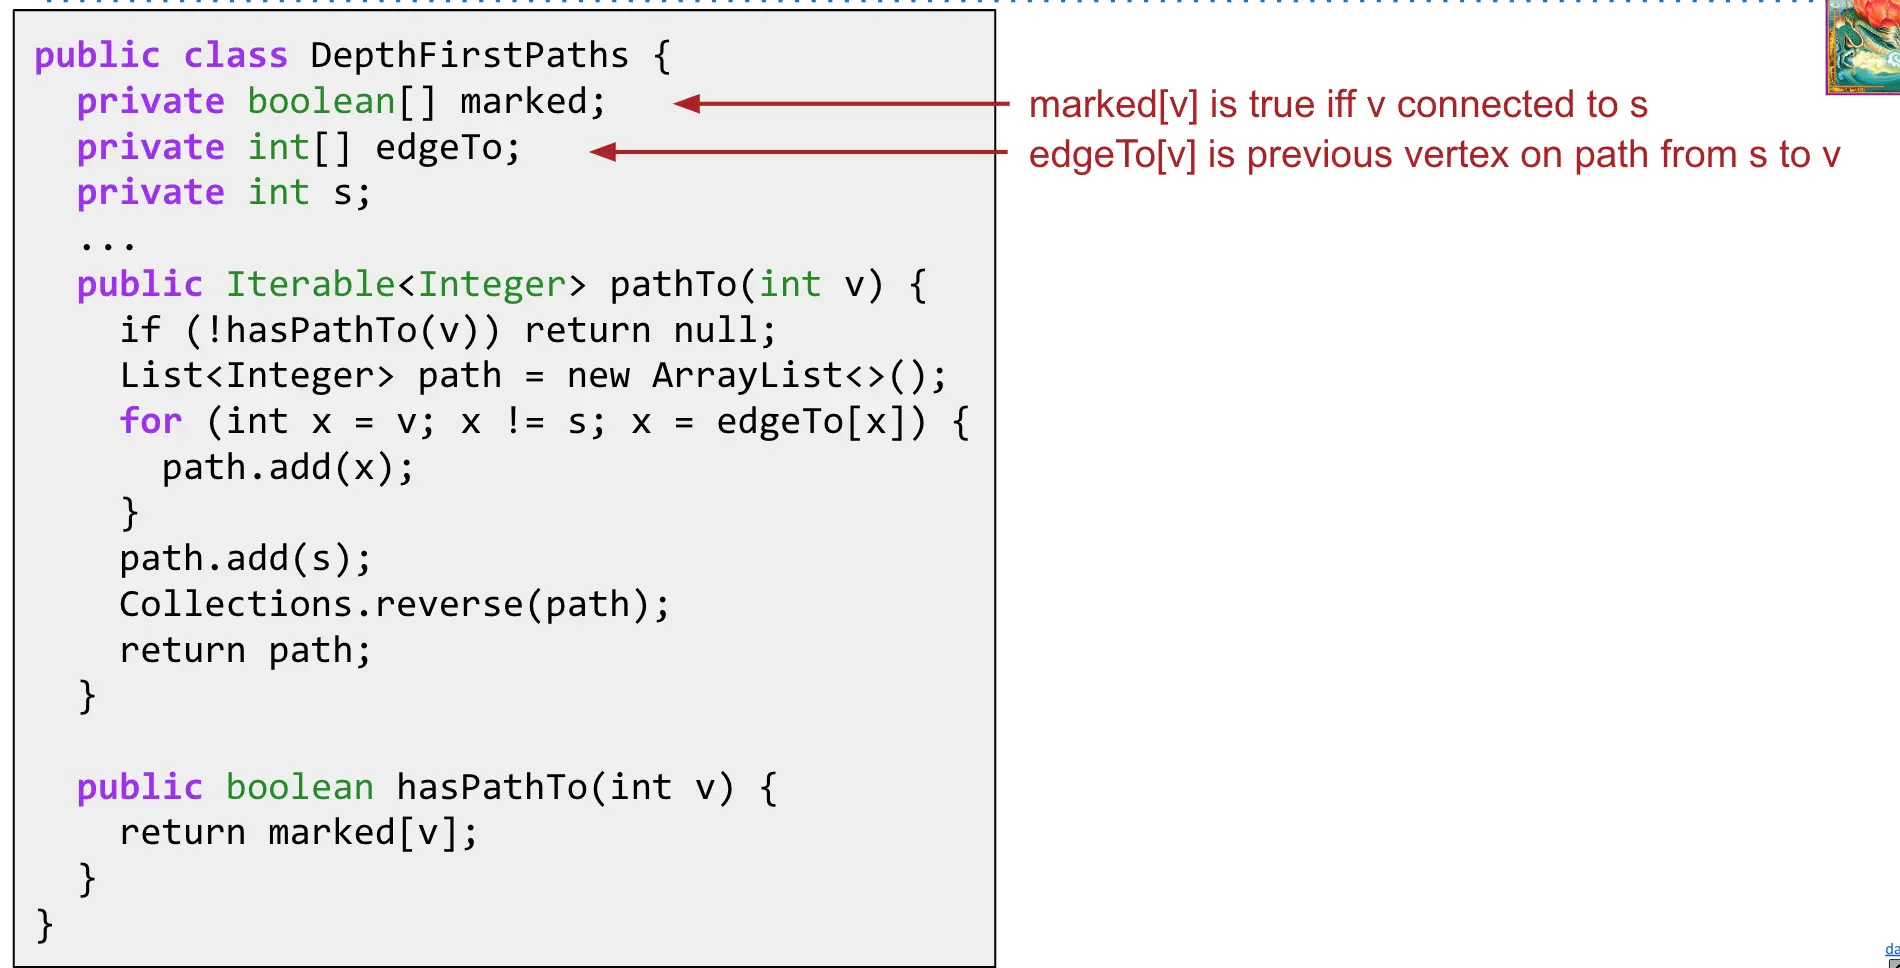 public class DepthFirstPaths {
  private boolean[] marked;
  private int[] edgeTo;
  private int s;
  ...
  public Iterable<Integer> pathTo(int v) {
    if (!hasPathTo(v)) return null;
    List<Integer> path = new ArrayList<>();
    for (int x = v; x != s; x = edgeTo[x]) {
      path.add(x);
    }
    path.add(s);
    Collections.reverse(path);
    return path;
  }
  public boolean hasPathTo(int v) {
    return marked[v];
  }
}
marked[v] is true iff v connected to s
edgeTo[v] is previous vertex on path from s to v